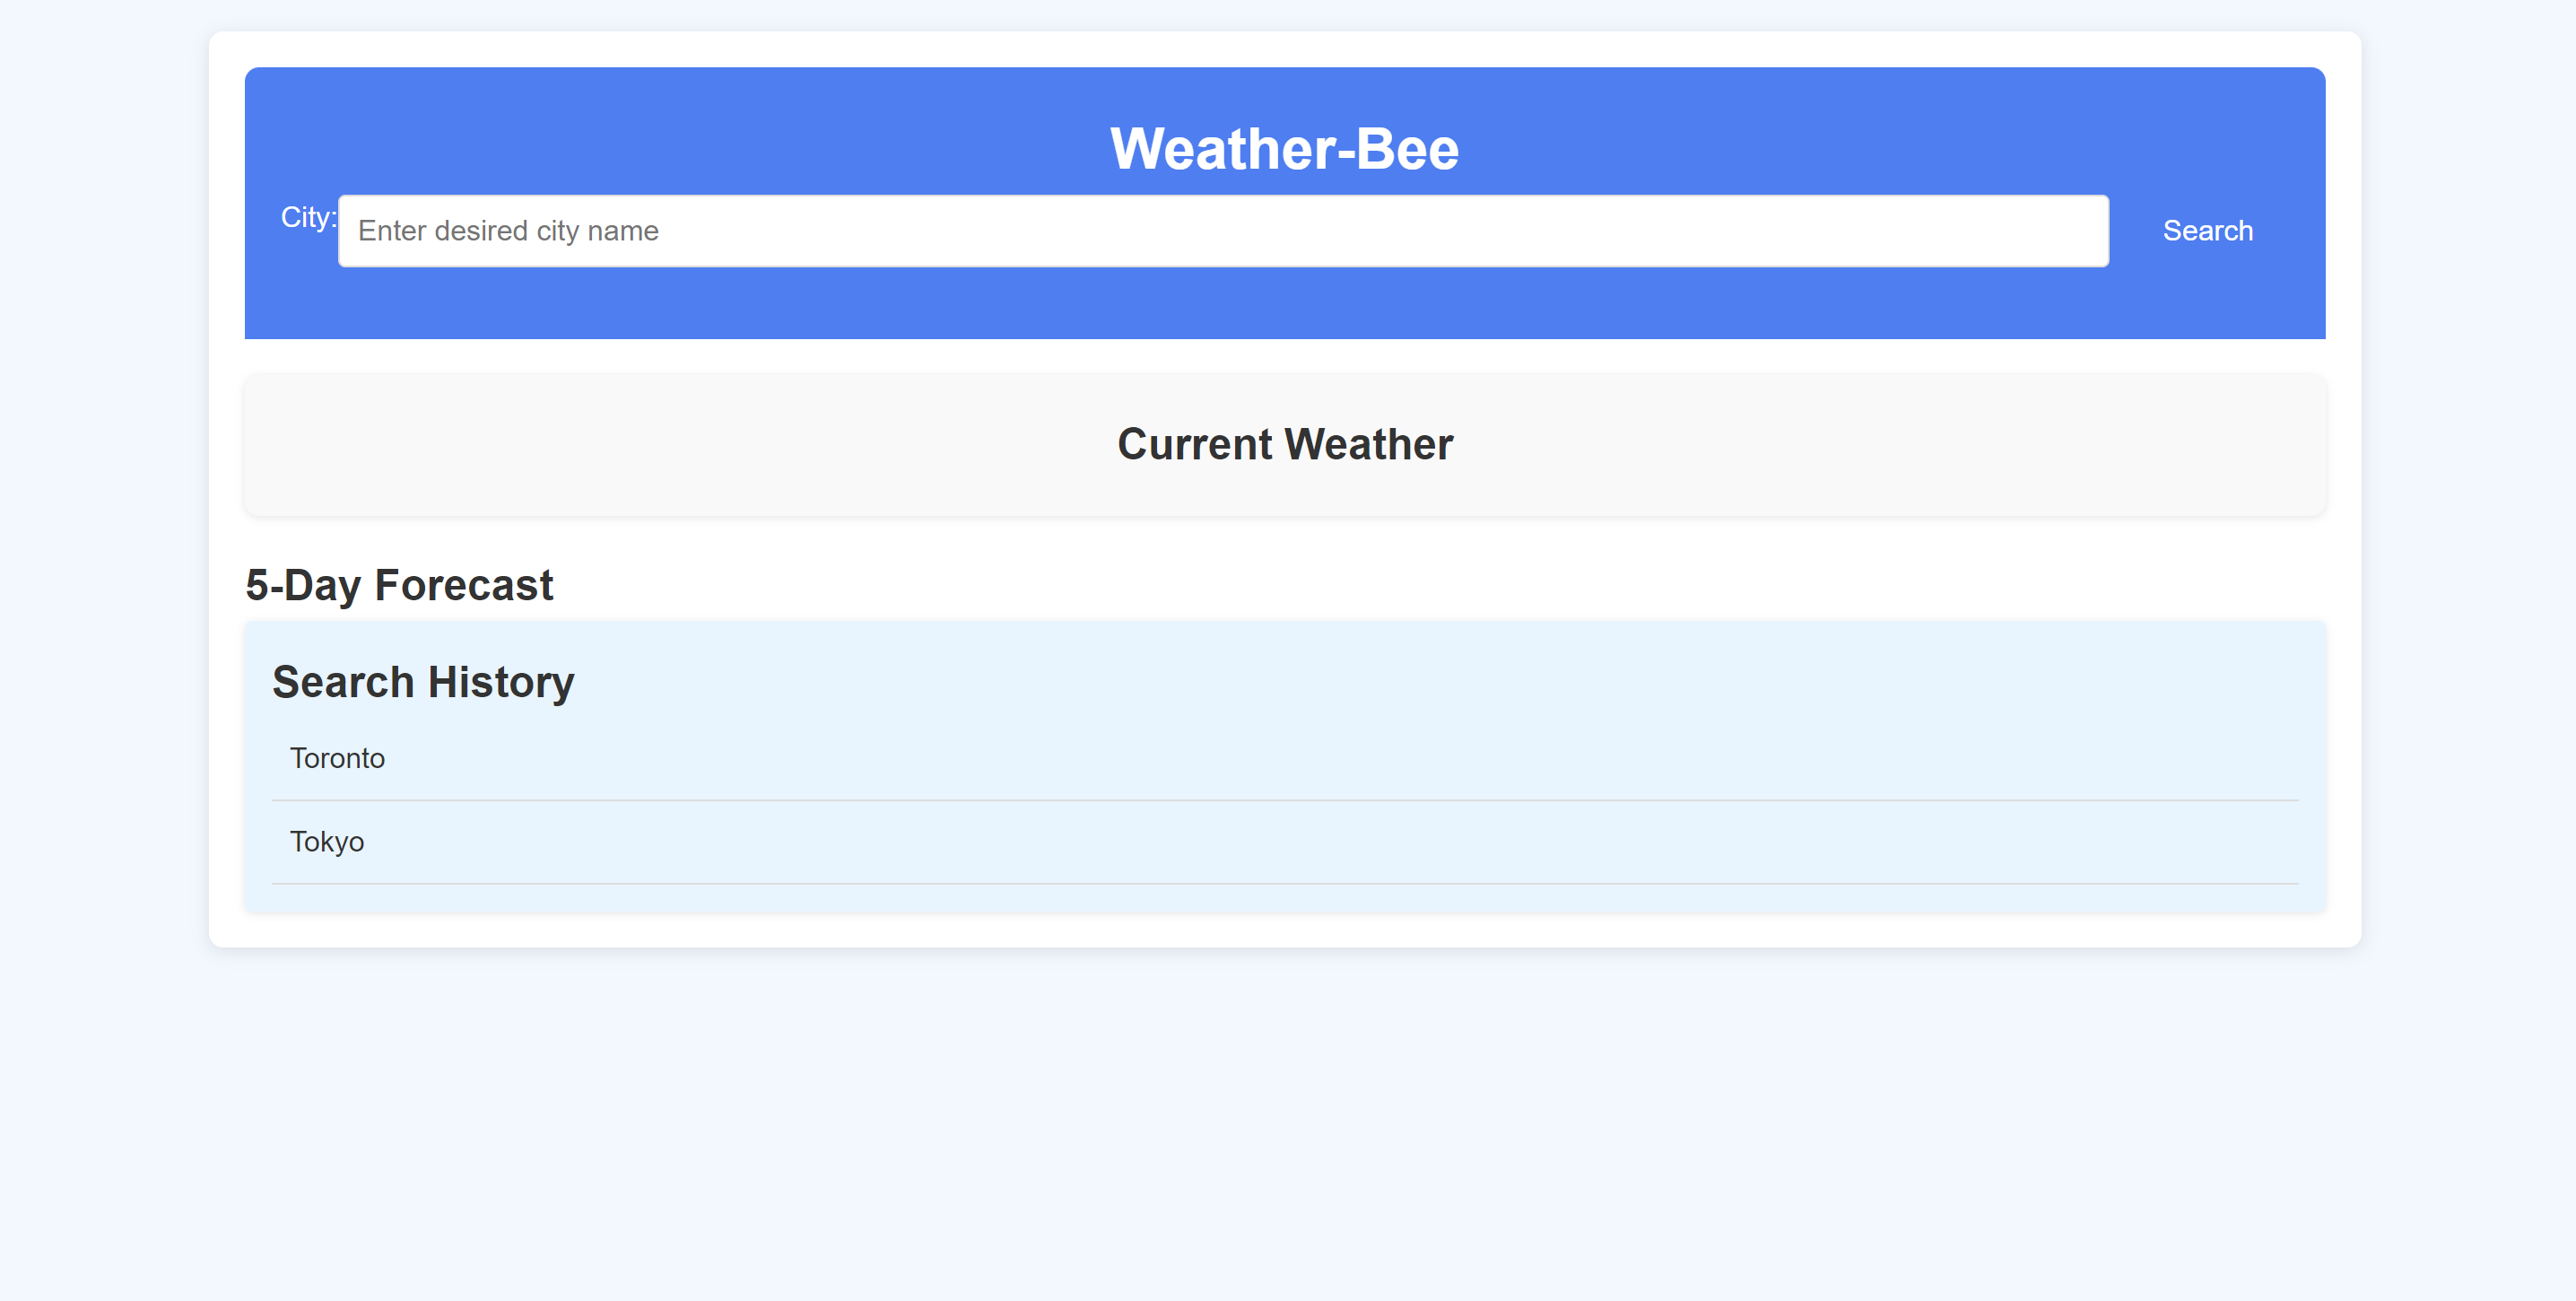 Weather-Bee
City: Enter desired city name Search
Current Weather
5-Day Forecast
Search History
Toronto
Tokyo